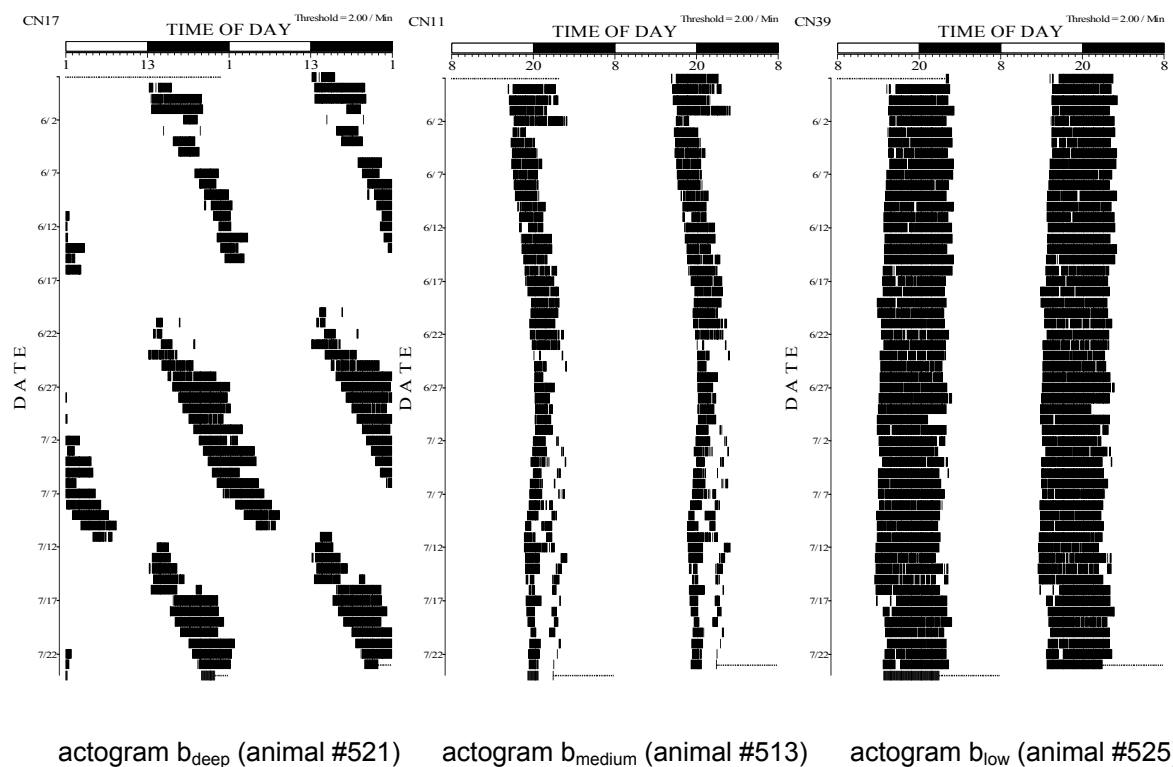 CN17
Threshold = 2.00 / Min
TIME OF DAY
1 13 1 13 1
DATE
6/ 2
6/ 7
6/12
6/17
6/22
6/27
7/ 2
7/ 7
7/12
7/17
7/22
actogram b deep (animal #521)
CN11
Threshold = 2.00 / Min
TIME OF DAY
8 20 8 20 8
DATE
6/ 2
6/ 7
6/12
6/17
6/22
6/27
7/ 2
7/ 7
7/12
7/17
7/22
actogram b medium (animal #513)
CN39
Threshold = 2.00 / Min
TIME OF DAY
8 20 8 20 8
DATE
6/ 2
6/ 7
6/12
6/17
6/22
6/27
7/ 2
7/ 7
7/12
7/17
7/22
actogram b low (animal #525